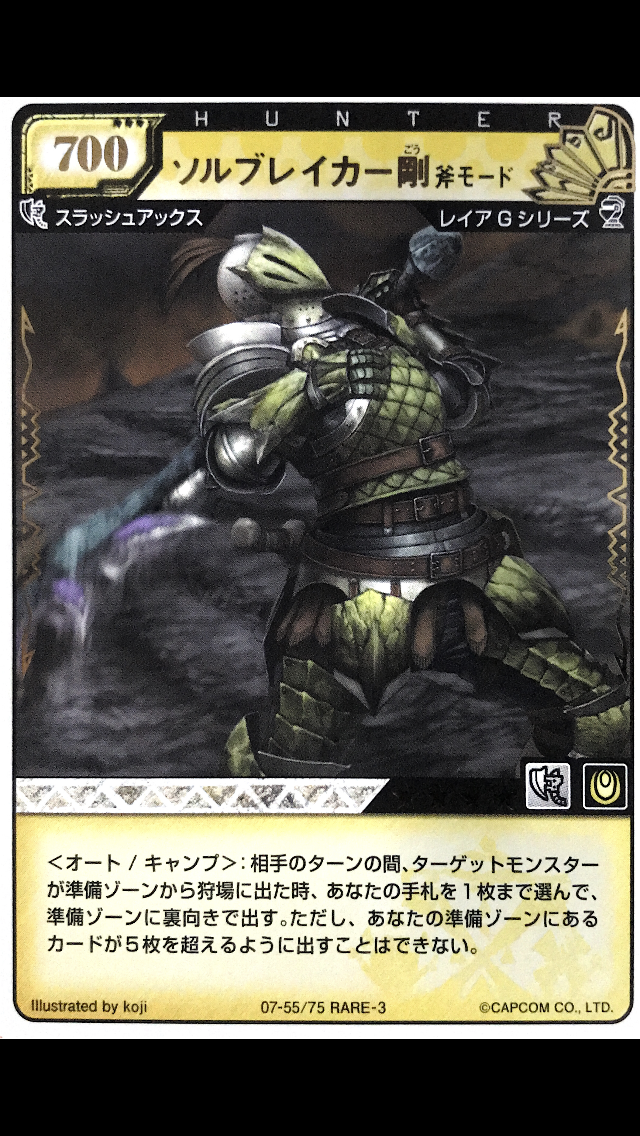 HUNTER
700
ごう
ソルブレイカー剛 斧モード
スラッシュアックス
レイアGシリーズ
<オート / キャンプ>：相手のターンの間、ターゲットモンスター
が準備ゾーンから狩場に出た時、あなたの手札を1枚まで選んで、
準備ゾーンに裏向きで出す。ただし、あなたの準備ゾーンにある
カードが5枚を超えるように出すことはできない。
Illustrated by koji
07-55/75 RARE-3
©CAPCOM CO., LTD.